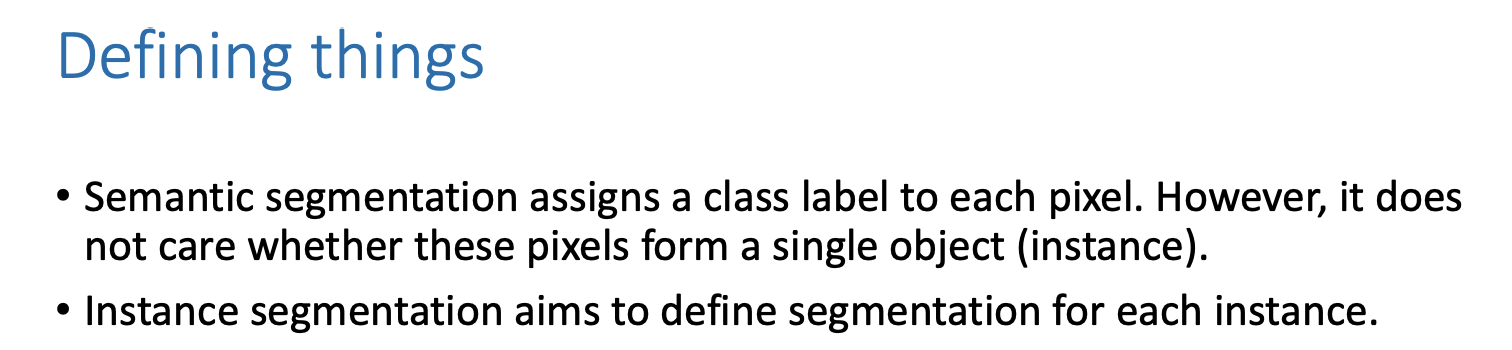 Defining things
• Semantic segmentation assigns a class label to each pixel. However, it does
not care whether these pixels form a single object (instance).
• Instance segmentation aims to define segmentation for each instance.